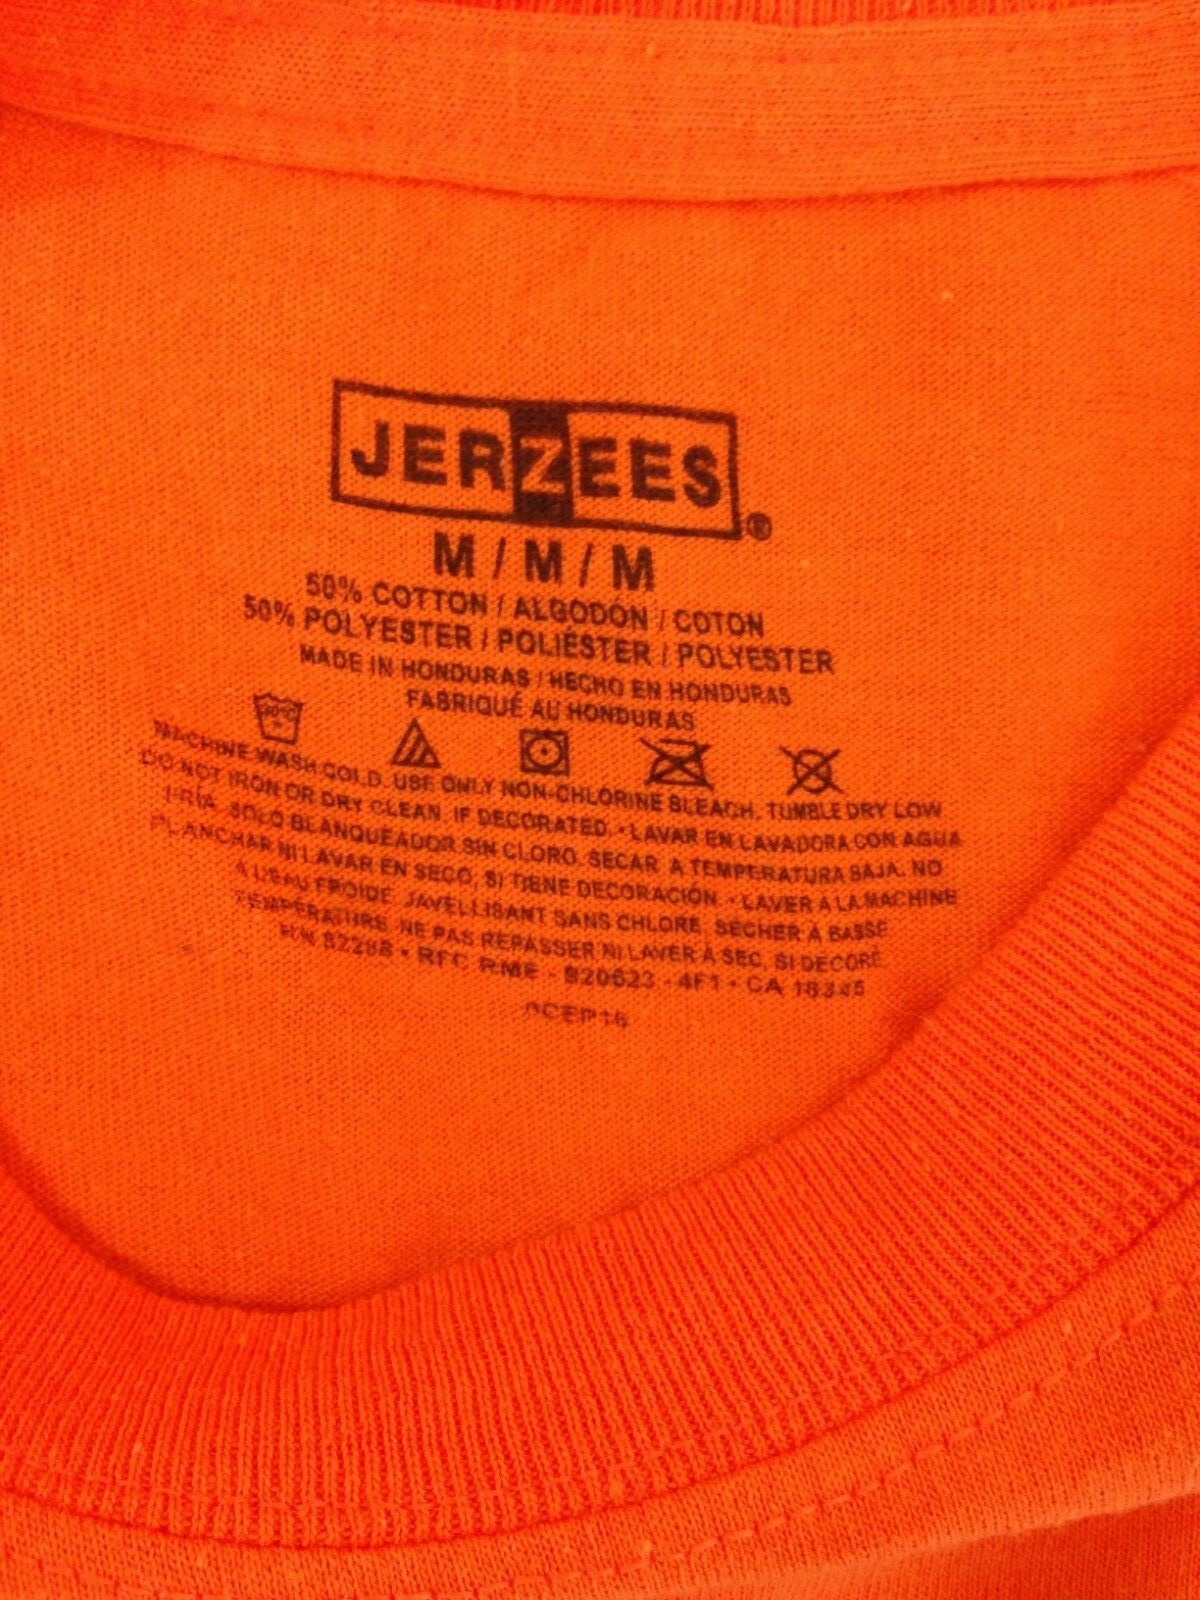 JERZEES®
M / M / M
50% COTTON / ALGODÓN / COTON
50% POLYESTER / POLIÉSTER / POLYESTER
MADE IN HONDURAS / HECHO EN HONDURAS
FABRIQUÉ AU HONDURAS
MACHINE WASH COLD. USE ONLY NON-CHLORINE BLEACH. TUMBLE DRY LOW
DO NOT IRON OR DRY CLEAN, IF DECORATED. • LAVAR EN LAVADORA CON AGUA
FRÍA. SOLO BLANQUEADOR SIN CLORO. SECAR A TEMPERATURA BAJA. NO
PLANCHAR NI LAVAR EN SECO, SI TIENE DECORACIÓN. • LAVER A LA MACHINE
À L'EAU FROIDE. JAVELLISANT SANS CHLORE. SÉCHER À BASSE
TEMPÉRATURE. NE PAS REPASSER NI LAVER À SEC, SI DÉCORÉ.
RN • RFC RME - 920623 - 4F1 • CA 18345